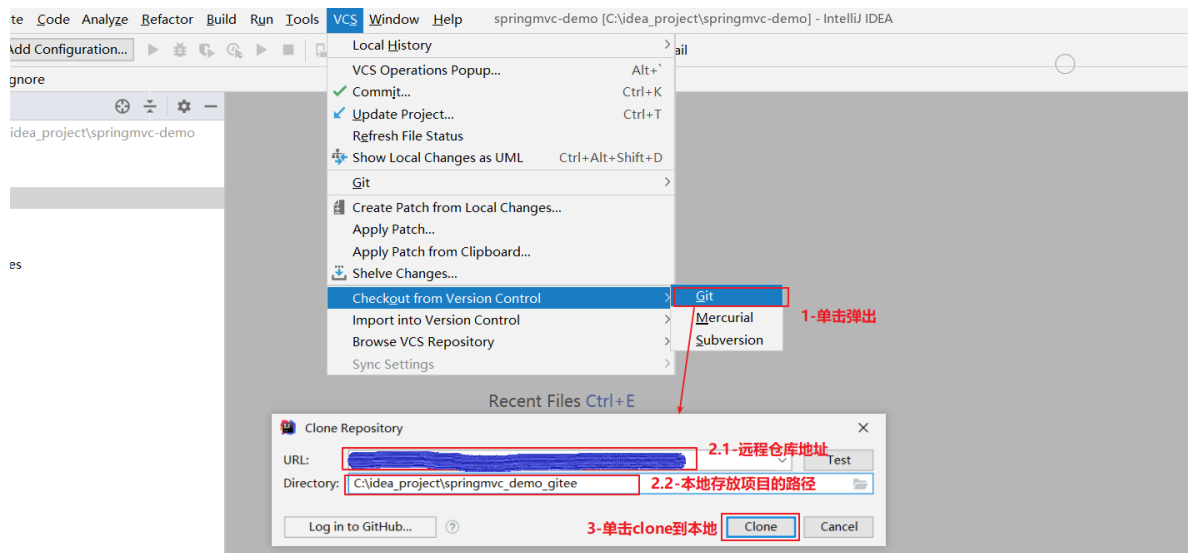 te Code Analyze Refactor Build Run Tools VCS Window Help springmvc-demo [C:\idea_project\springmvc-demo] - IntelliJ IDEA
Add Configuration...
ail
gnore
idea_project\springmvc-demo
es
Local History
VCS Operations Popup... Alt+`
Commit... Ctrl+K
Update Project... Ctrl+T
Refresh File Status
Show Local Changes as UML Ctrl+Alt+Shift+D
Git
Create Patch from Local Changes...
Apply Patch...
Apply Patch from Clipboard...
Shelve Changes...
Checkout from Version Control
Import into Version Control
Browse VCS Repository
Sync Settings
Git
Mercurial
Subversion
1-单击弹出
Recent Files Ctrl+E
Clone Repository
URL: 2.1-远程仓库地址 Test
Directory: C:\idea_project\springmvc_demo_gitee 2.2-本地存放项目的路径
Log in to GitHub... ? 3-单击clone到本地 Clone Cancel